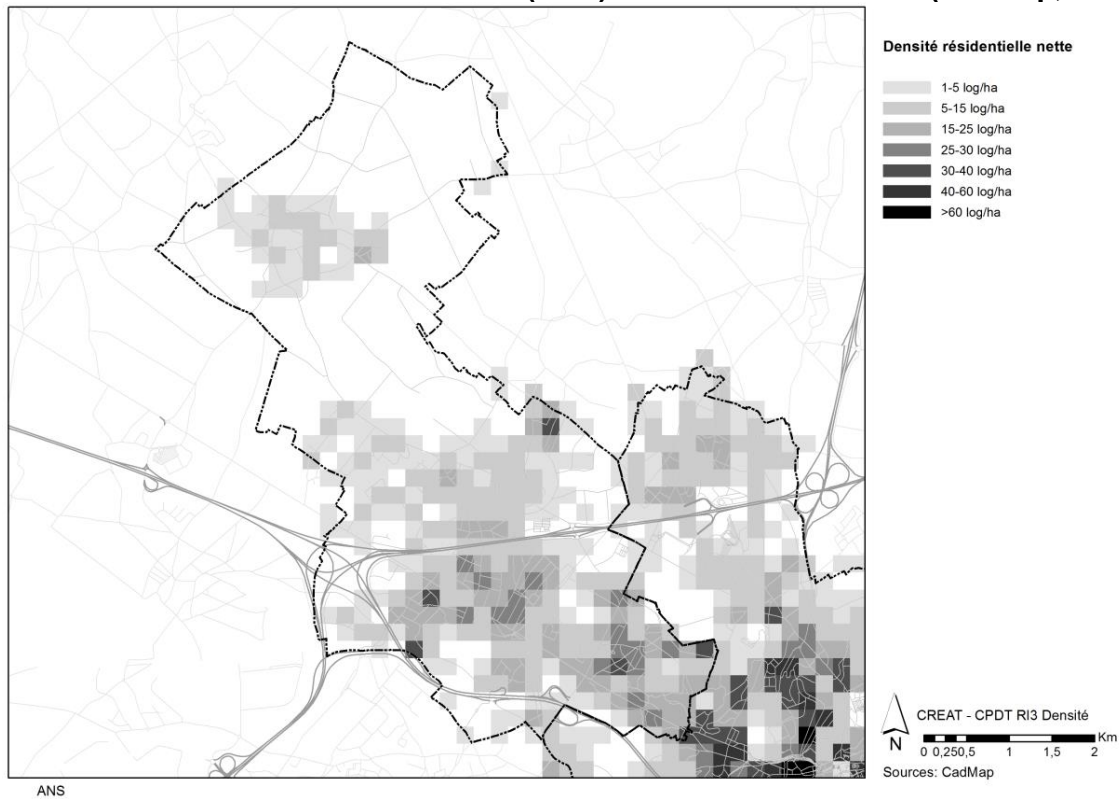 Densité résidentielle nette
1-5 log/ha
5-15 log/ha
15-25 log/ha
25-30 log/ha
30-40 log/ha
40-60 log/ha
>60 log/ha
CREAT - CPDT RI3 Densité
N
0 0,25 0,5 1 1,5 2 Km
Sources: CadMap
ANS